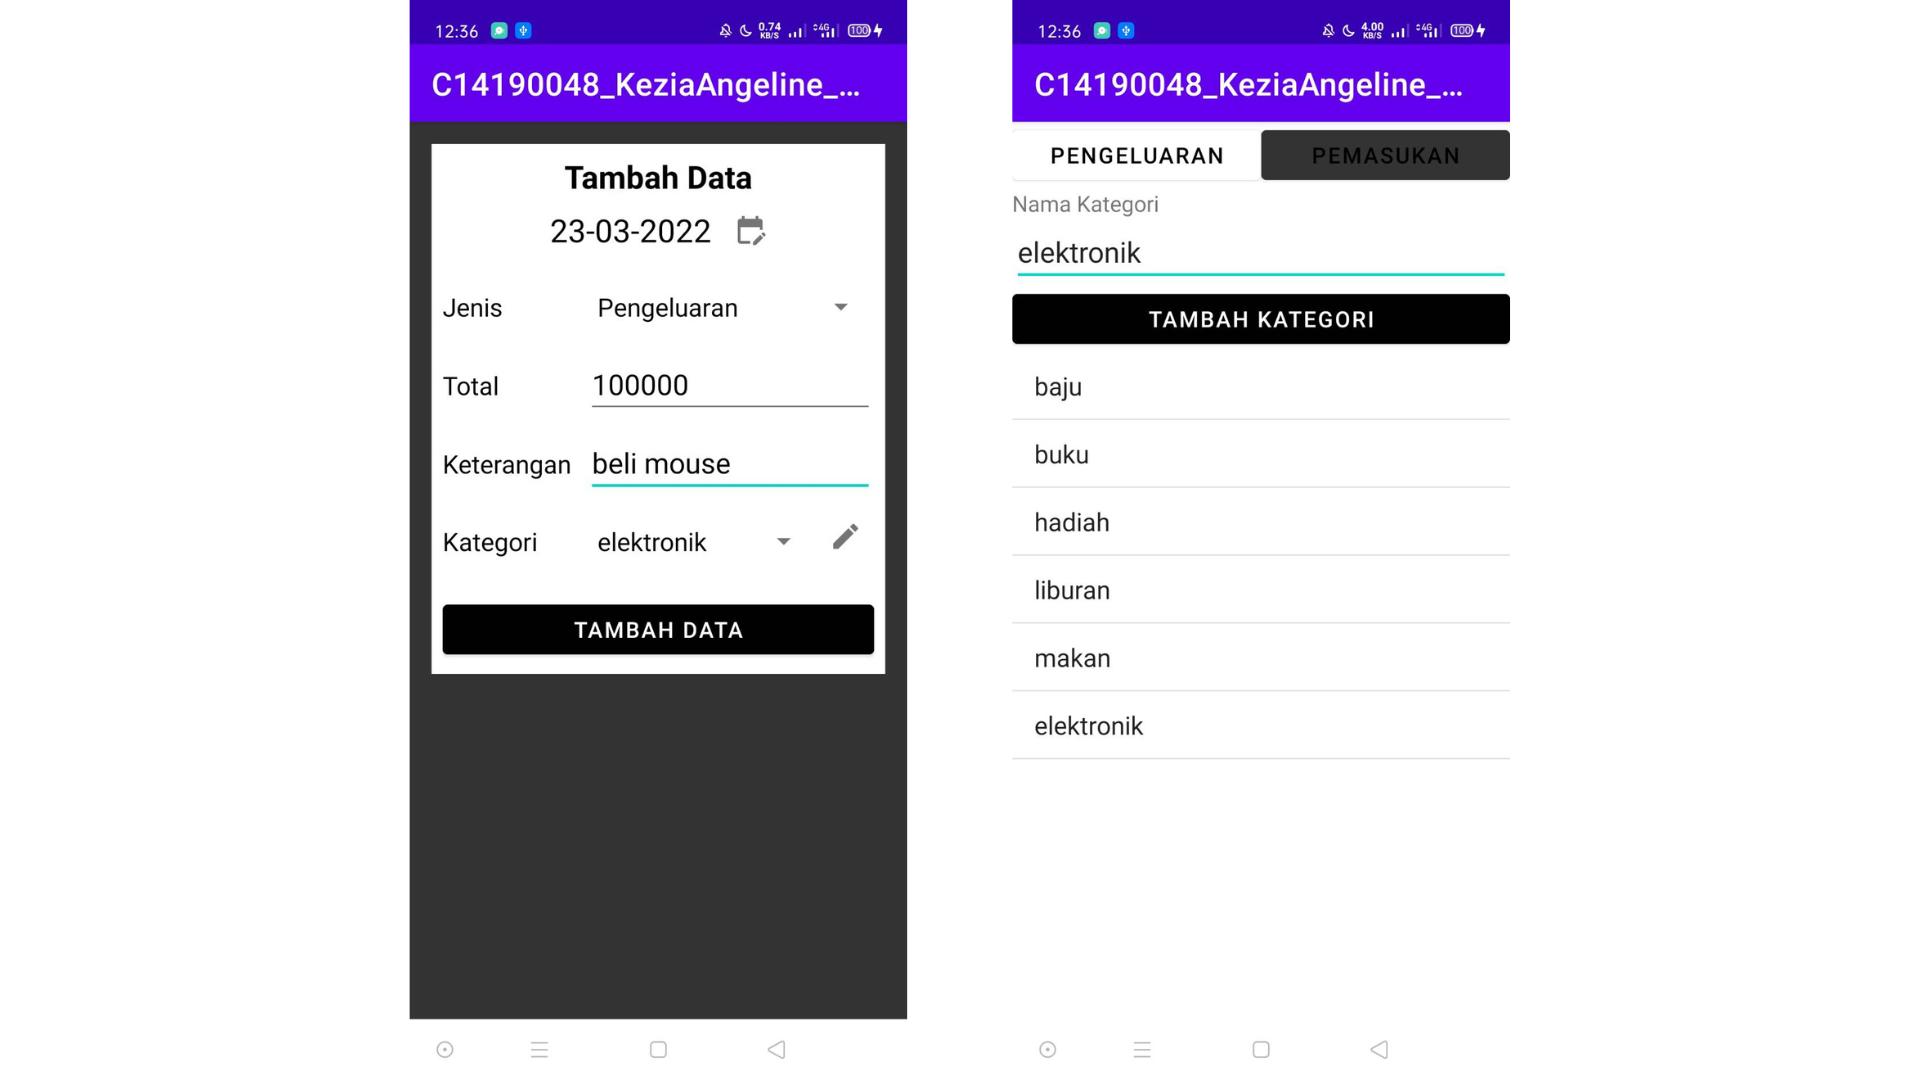 12:36 0.74 KB/S 4G 100
C14190048_KeziaAngeline_...
Tambah Data
23-03-2022
Jenis Pengeluaran
Total 100000
Keterangan beli mouse
Kategori elektronik
TAMBAH DATA
12:36 4.00 KB/S 4G 100
C14190048_KeziaAngeline_...
PENGELUARAN PEMASUKAN
Nama Kategori
elektronik
TAMBAH KATEGORI
baju
buku
hadiah
liburan
makan
elektronik